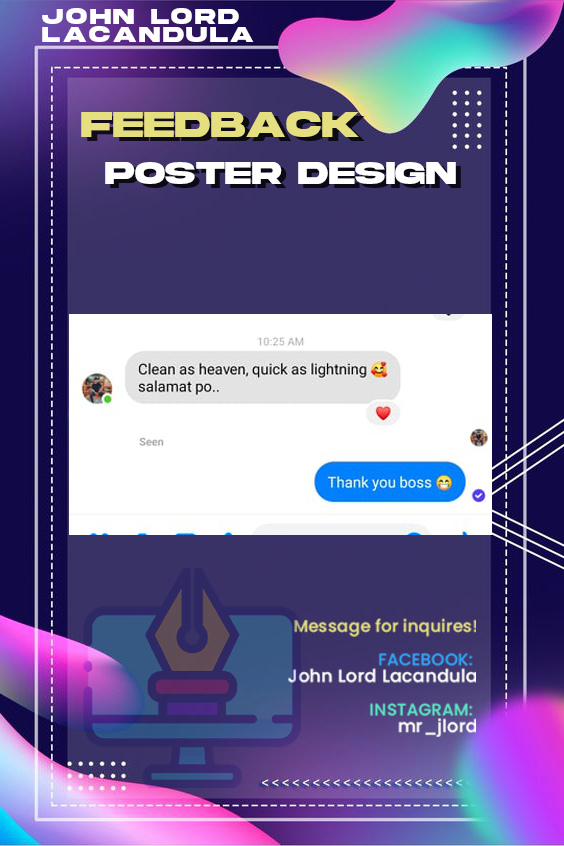 JOHN LORD
LACANDULA
FEEDBACK
POSTER DESIGN
10:25 AM
Clean as heaven, quick as lightning 🥰
salamat po..
Seen
Thank you boss 😁
Message for inquires!
FACEBOOK:
John Lord Lacandula
INSTAGRAM:
mr_jlord